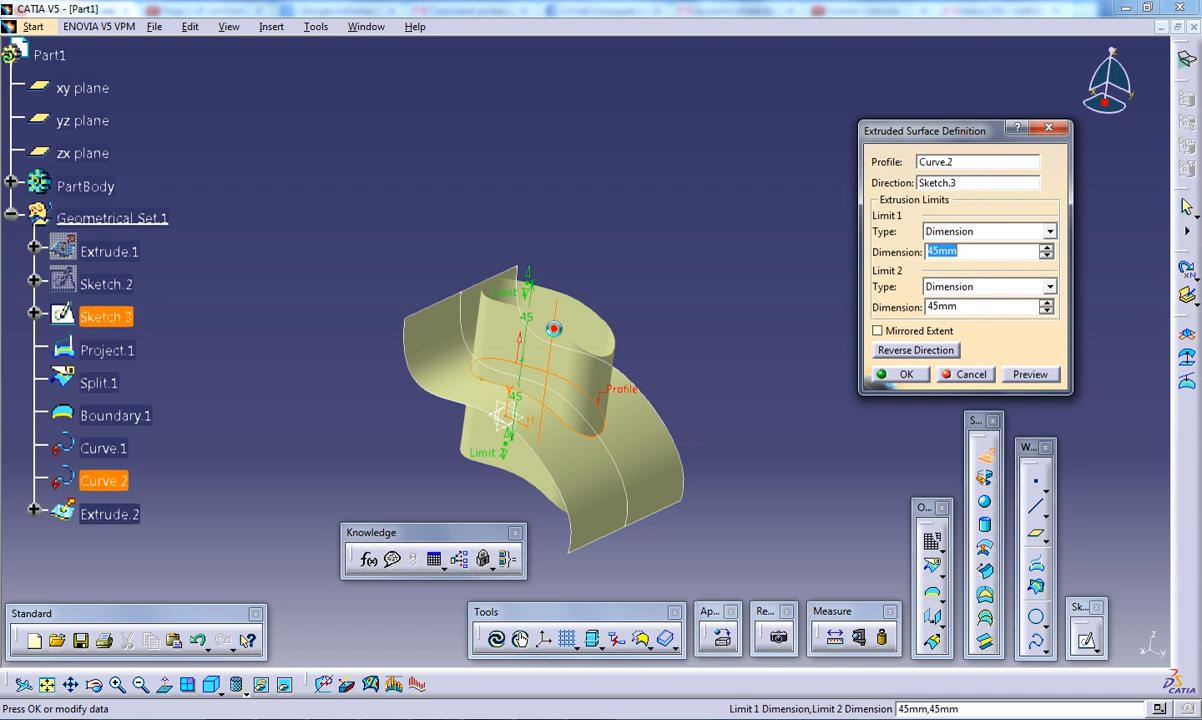 CATIA V5 - [Part1]
Start ENOVIA V5 VPM File Edit View Insert Tools Window Help
Part1
xy plane
yz plane
zx plane
PartBody
Geometrical Set.1
Extrude.1
Sketch.2
Sketch.3
Project.1
Split.1
Boundary.1
Curve.1
Curve.2
Extrude.2
Limit 1
45
Profile
45
H
Limit 2
Extruded Surface Definition
Profile: Curve.2
Direction: Sketch.3
Extrusion Limits
Limit 1
Type: Dimension
Dimension: 45mm
Limit 2
Type: Dimension
Dimension: 45mm
Mirrored Extent
Reverse Direction
OK Cancel Preview
S...
W...
O...
Knowledge
f(x)
Standard
Tools
Ap...
Re...
Measure
Sk...
z
x y
CATIA
Press OK or modify data
Limit 1 Dimension,Limit 2 Dimension 45mm,45mm